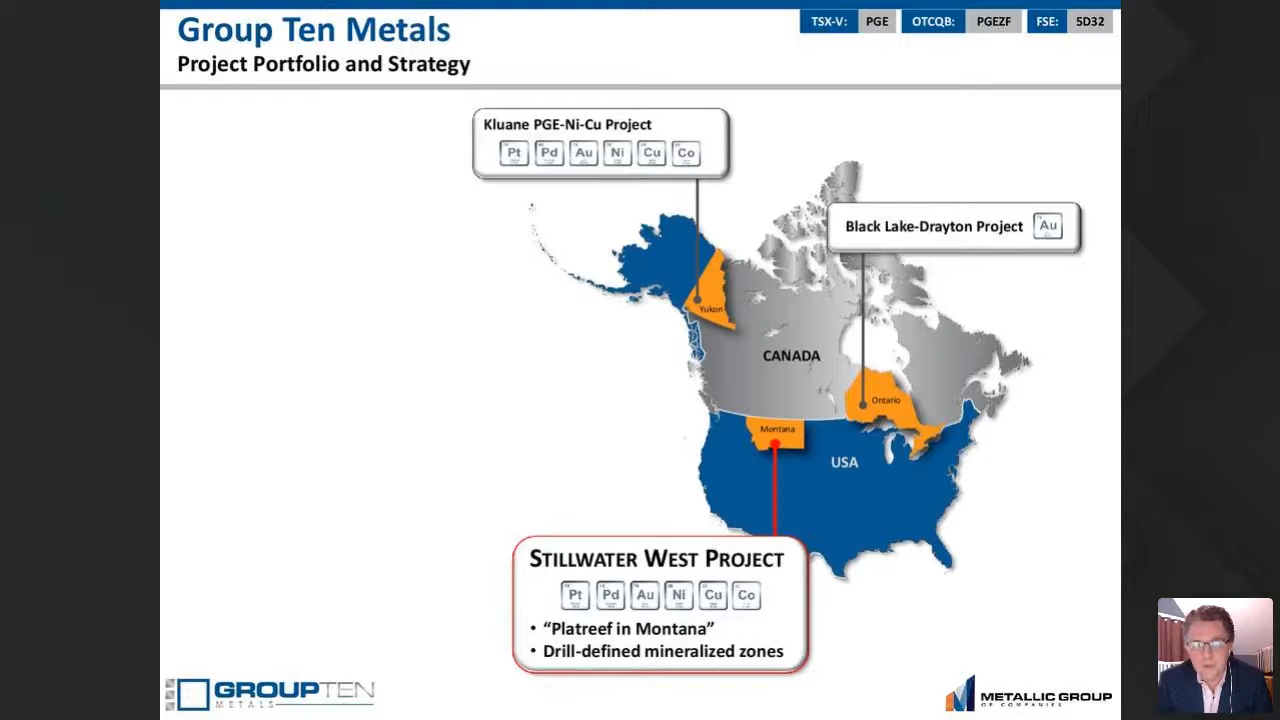 Group Ten Metals
Project Portfolio and Strategy
TSX-V: PGE OTCQB: PGEZF FSE: 5D32
Kluane PGE-Ni-Cu Project
Pt Pd Au Ni Cu Co
Black Lake-Drayton Project Au
Yukon
CANADA
Ontario
Montana
USA
STILLWATER WEST PROJECT
Pt Pd Au Ni Cu Co
• “Platreef in Montana”
• Drill-defined mineralized zones
GROUPTEN
METALS
METALLIC GROUP
OF COMPANIES